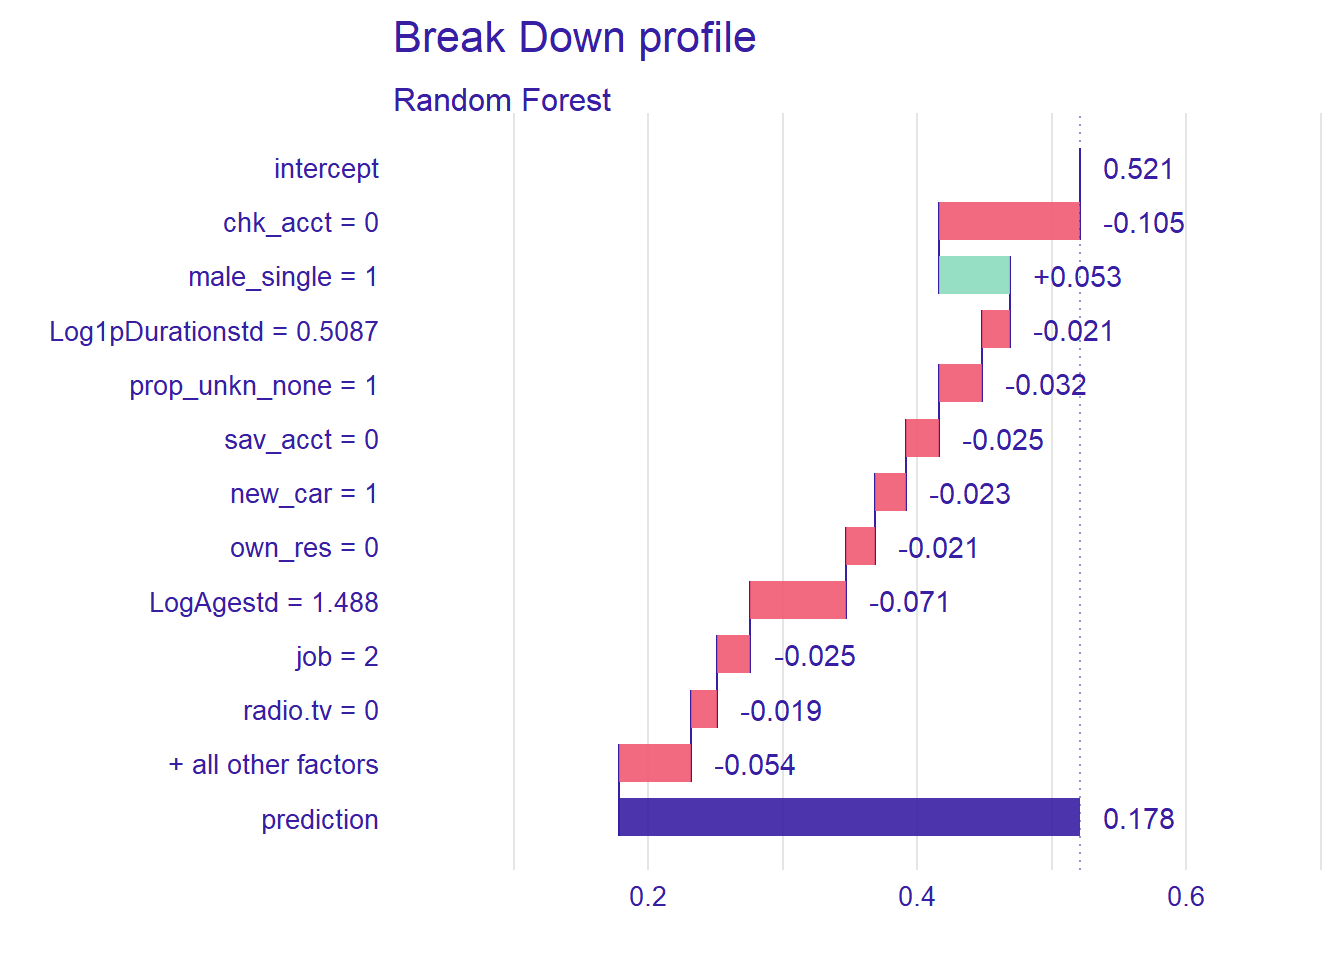 Break Down profile
Random Forest
intercept 0.521
chk_acct = 0 -0.105
male_single = 1 +0.053
Log1pDurationstd = 0.5087 -0.021
prop_unkn_none = 1 -0.032
sav_acct = 0 -0.025
new_car = 1 -0.023
own_res = 0 -0.021
LogAgestd = 1.488 -0.071
job = 2 -0.025
radio.tv = 0 -0.019
+ all other factors -0.054
prediction 0.178
0.2 0.4 0.6